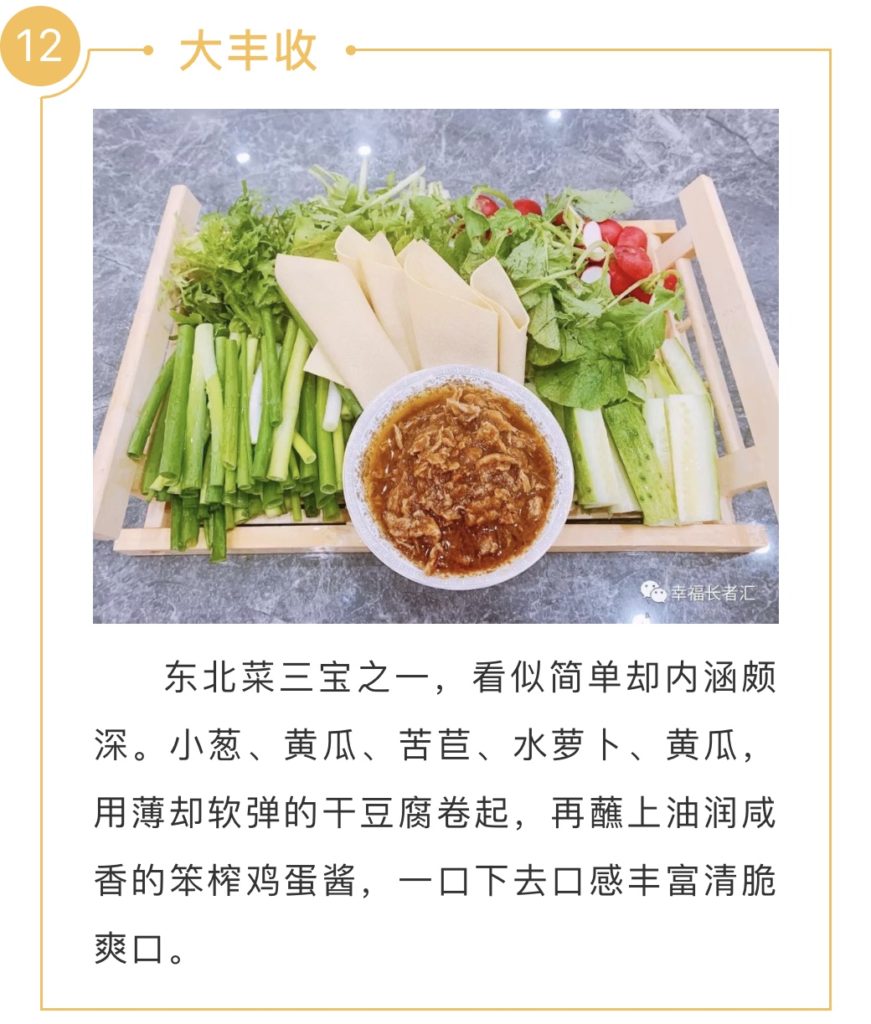 12
大丰收
幸福长者汇
东北菜三宝之一，看似简单却内涵颇
深。小葱、黄瓜、苦苣、水萝卜、黄瓜，
用薄却软弹的干豆腐卷起，再蘸上油润咸
香的笨榨鸡蛋酱，一口下去口感丰富清脆
爽口。